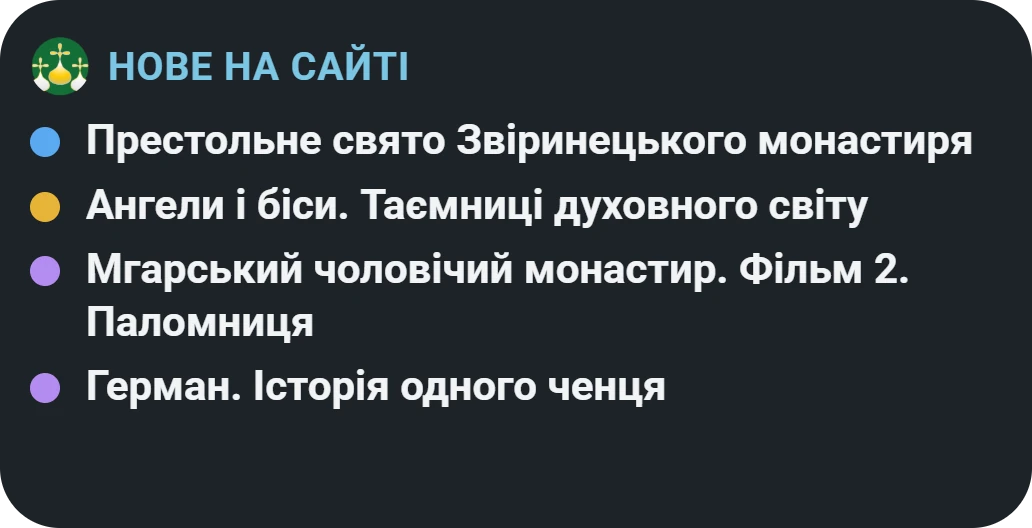 НОВЕ НА САЙТІ
Престольне свято Звіринецького монастиря
Ангели і біси. Таємниці духовного світу
Мгарський чоловічий монастир. Фільм 2.
Паломниця
Герман. Історія одного ченця